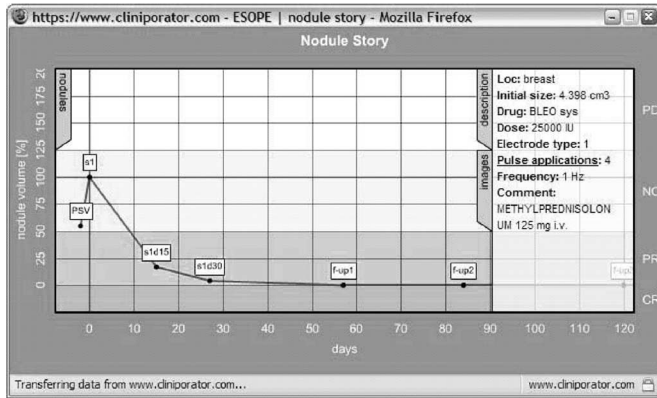 https://www.cliniporator.com - ESOPE | nodule story - Mozilla Firefox
Nodule Story
nodules
description
images
Loc: breast
Initial size: 4.398 cm3
Drug: BLEO sys
Dose: 25000 IU
Electrode type: 1
Pulse applications: 4
Frequency: 1 Hz
Comment:
METHYLPREDNISOLON
UM 125 mg i.v.
nodule volume [%]
175
150
125
100
75
50
25
0
PSV
s1
s1d15
s1d30
f-up1
f-up2
PD
NC
PR
CR
0 10 20 30 40 50 60 70 80 90 100 110 120
days
Transferring data from www.cliniporator.com...
www.cliniporator.com